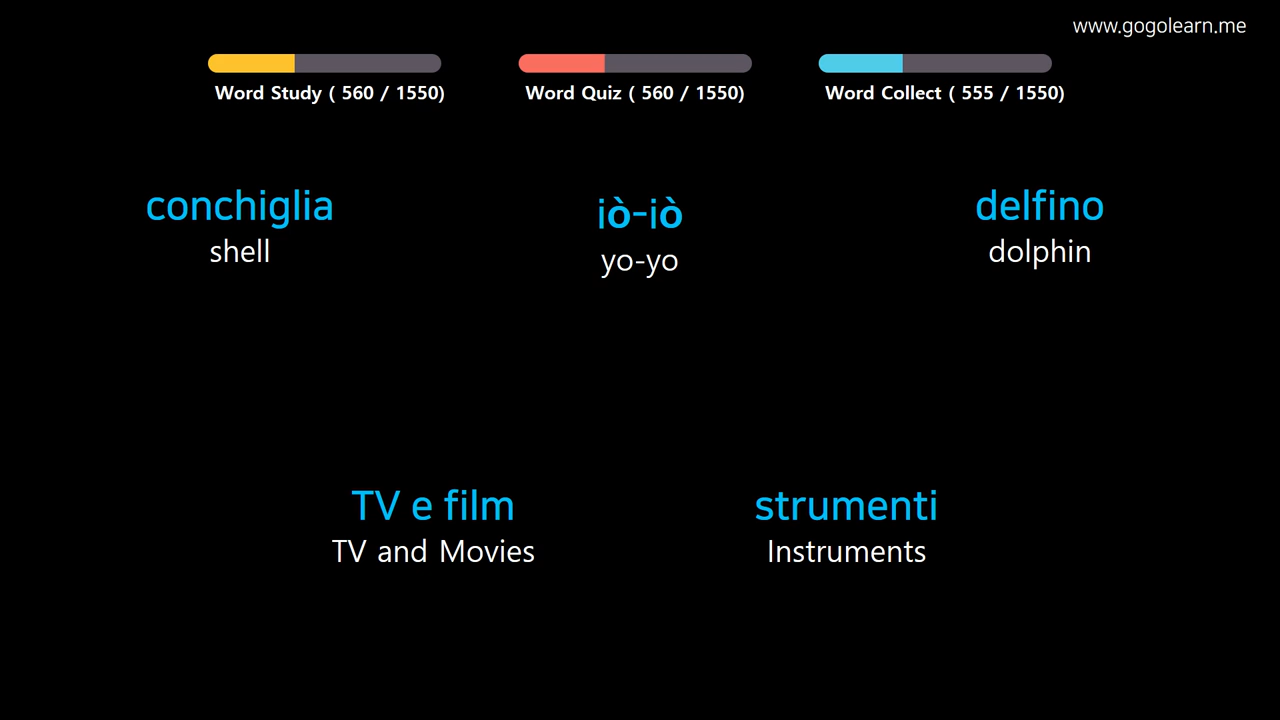 www.gogolearn.me
Word Study ( 560 / 1550)
Word Quiz ( 560 / 1550)
Word Collect ( 555 / 1550)
conchiglia
shell
iò-iò
yo-yo
delfino
dolphin
TV e film
TV and Movies
strumenti
Instruments